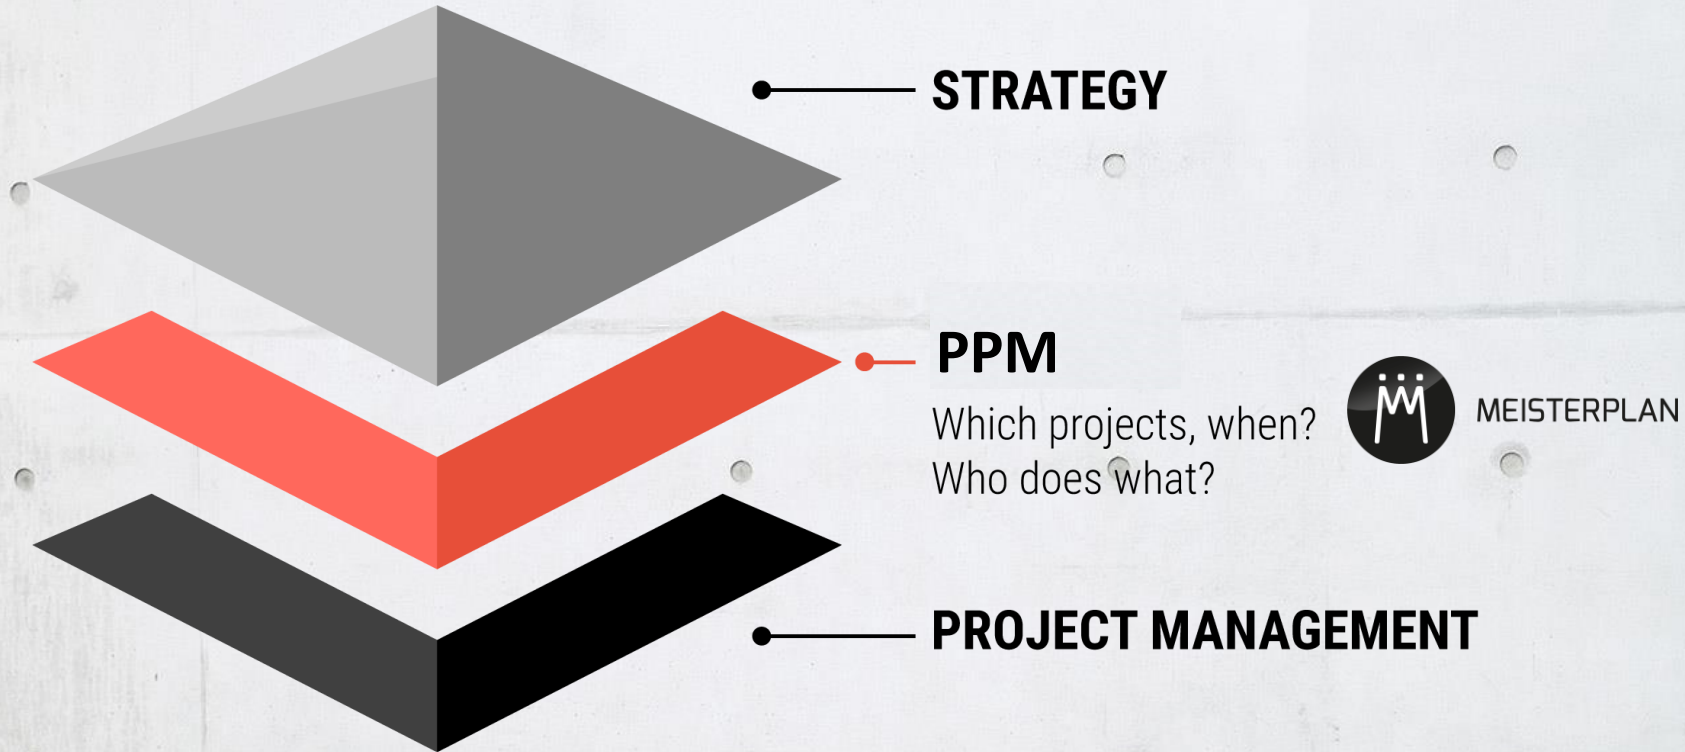 STRATEGY
PPM
Which projects, when?
Who does what?
MEISTERPLAN
PROJECT MANAGEMENT